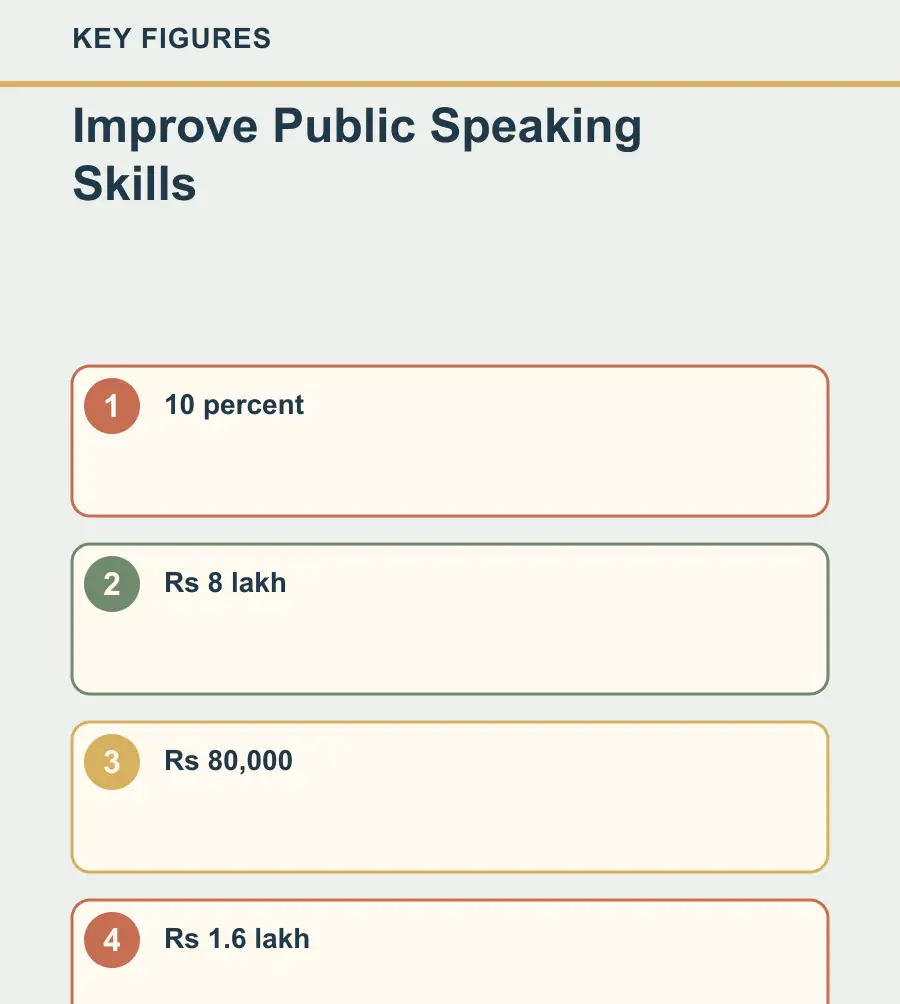 KEY FIGURES
Improve Public Speaking
Skills
1 10 percent
2 Rs 8 lakh
3 Rs 80,000
4 Rs 1.6 lakh